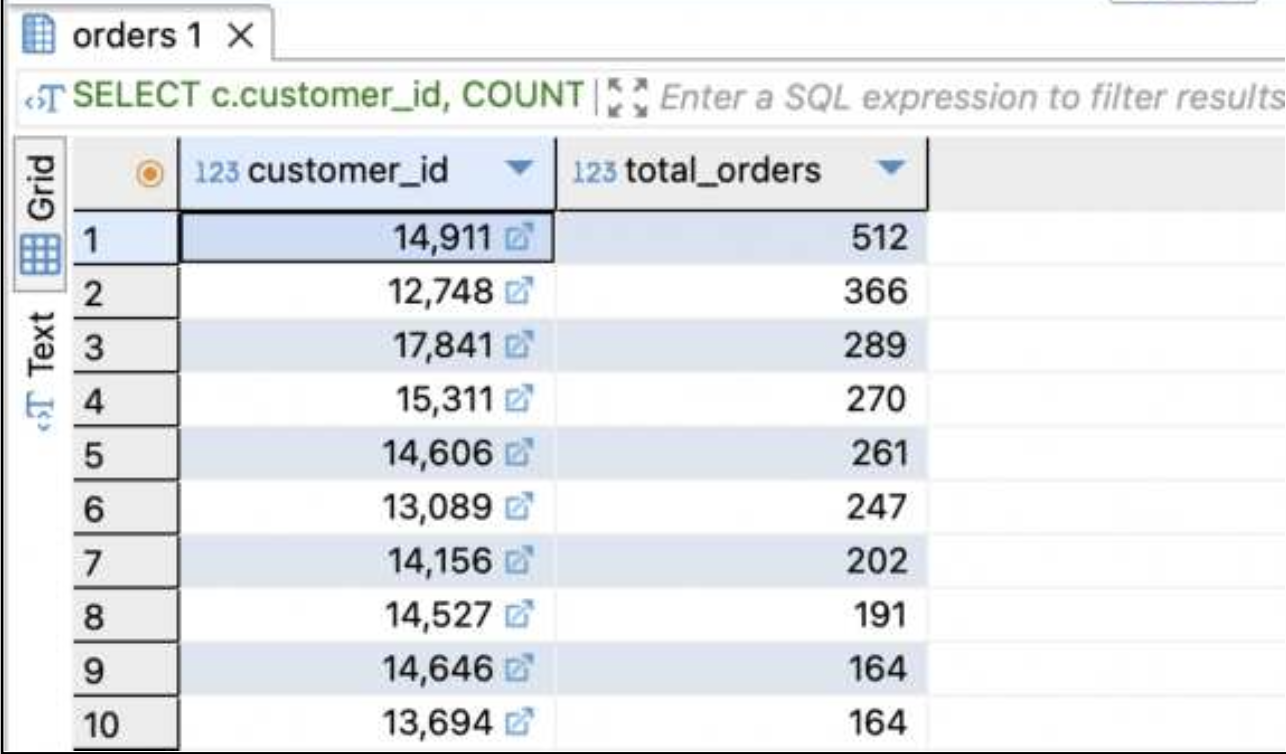 orders 1
SELECT c.customer_id, COUNT Enter a SQL expression to filter results
Grid
Text
123 customer_id 123 total_orders
1 14,911 512
2 12,748 366
3 17,841 289
4 15,311 270
5 14,606 261
6 13,089 247
7 14,156 202
8 14,527 191
9 14,646 164
10 13,694 164